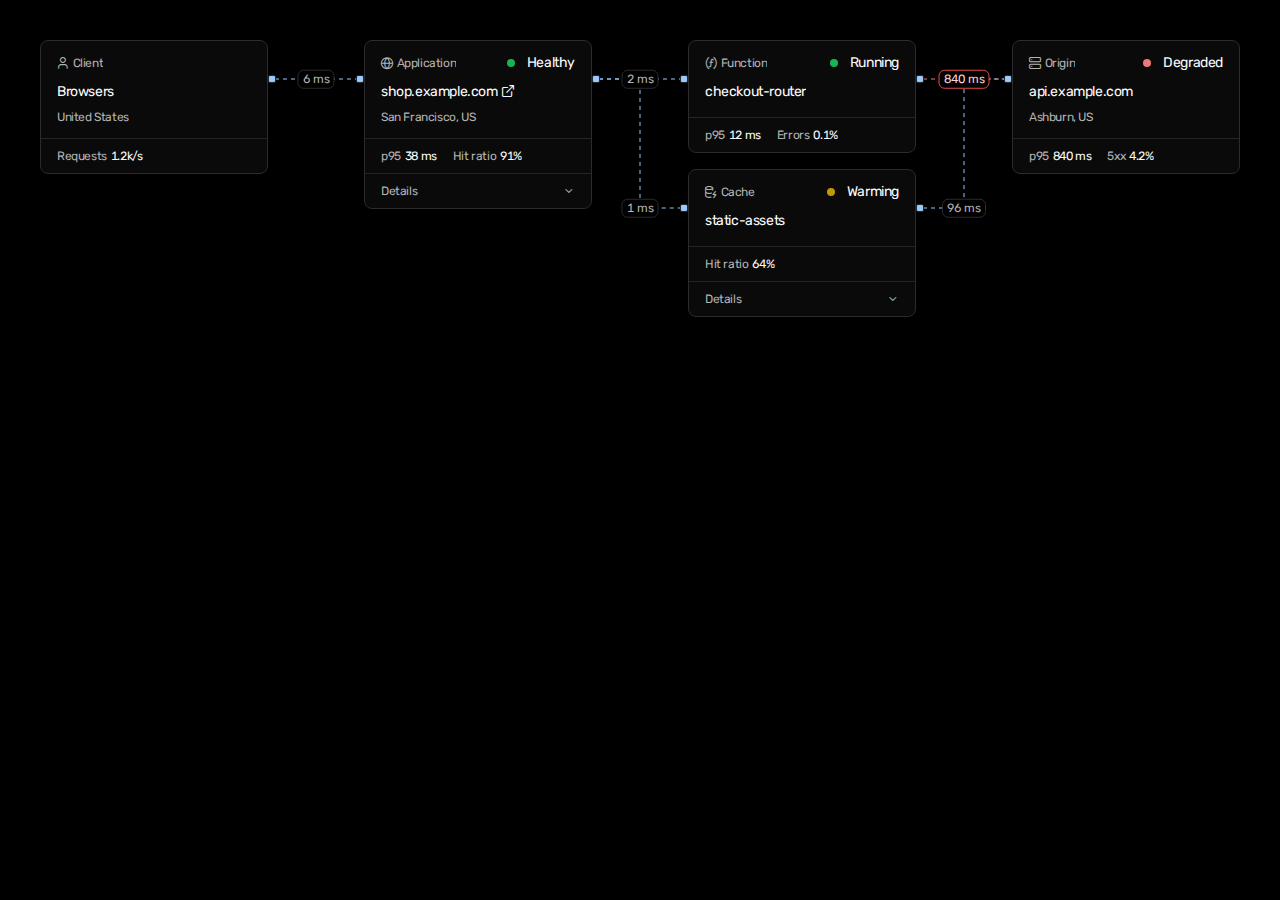 Client
Browsers
United States
Requests 1.2k/s
6 ms
Application
Healthy
shop.example.com
San Francisco, US
p95 38 ms Hit ratio 91%
Details
2 ms
1 ms
Function
Running
checkout-router
p95 12 ms Errors 0.1%
Cache
Warming
static-assets
Hit ratio 64%
Details
840 ms
96 ms
Origin
Degraded
api.example.com
Ashburn, US
p95 840 ms 5xx 4.2%